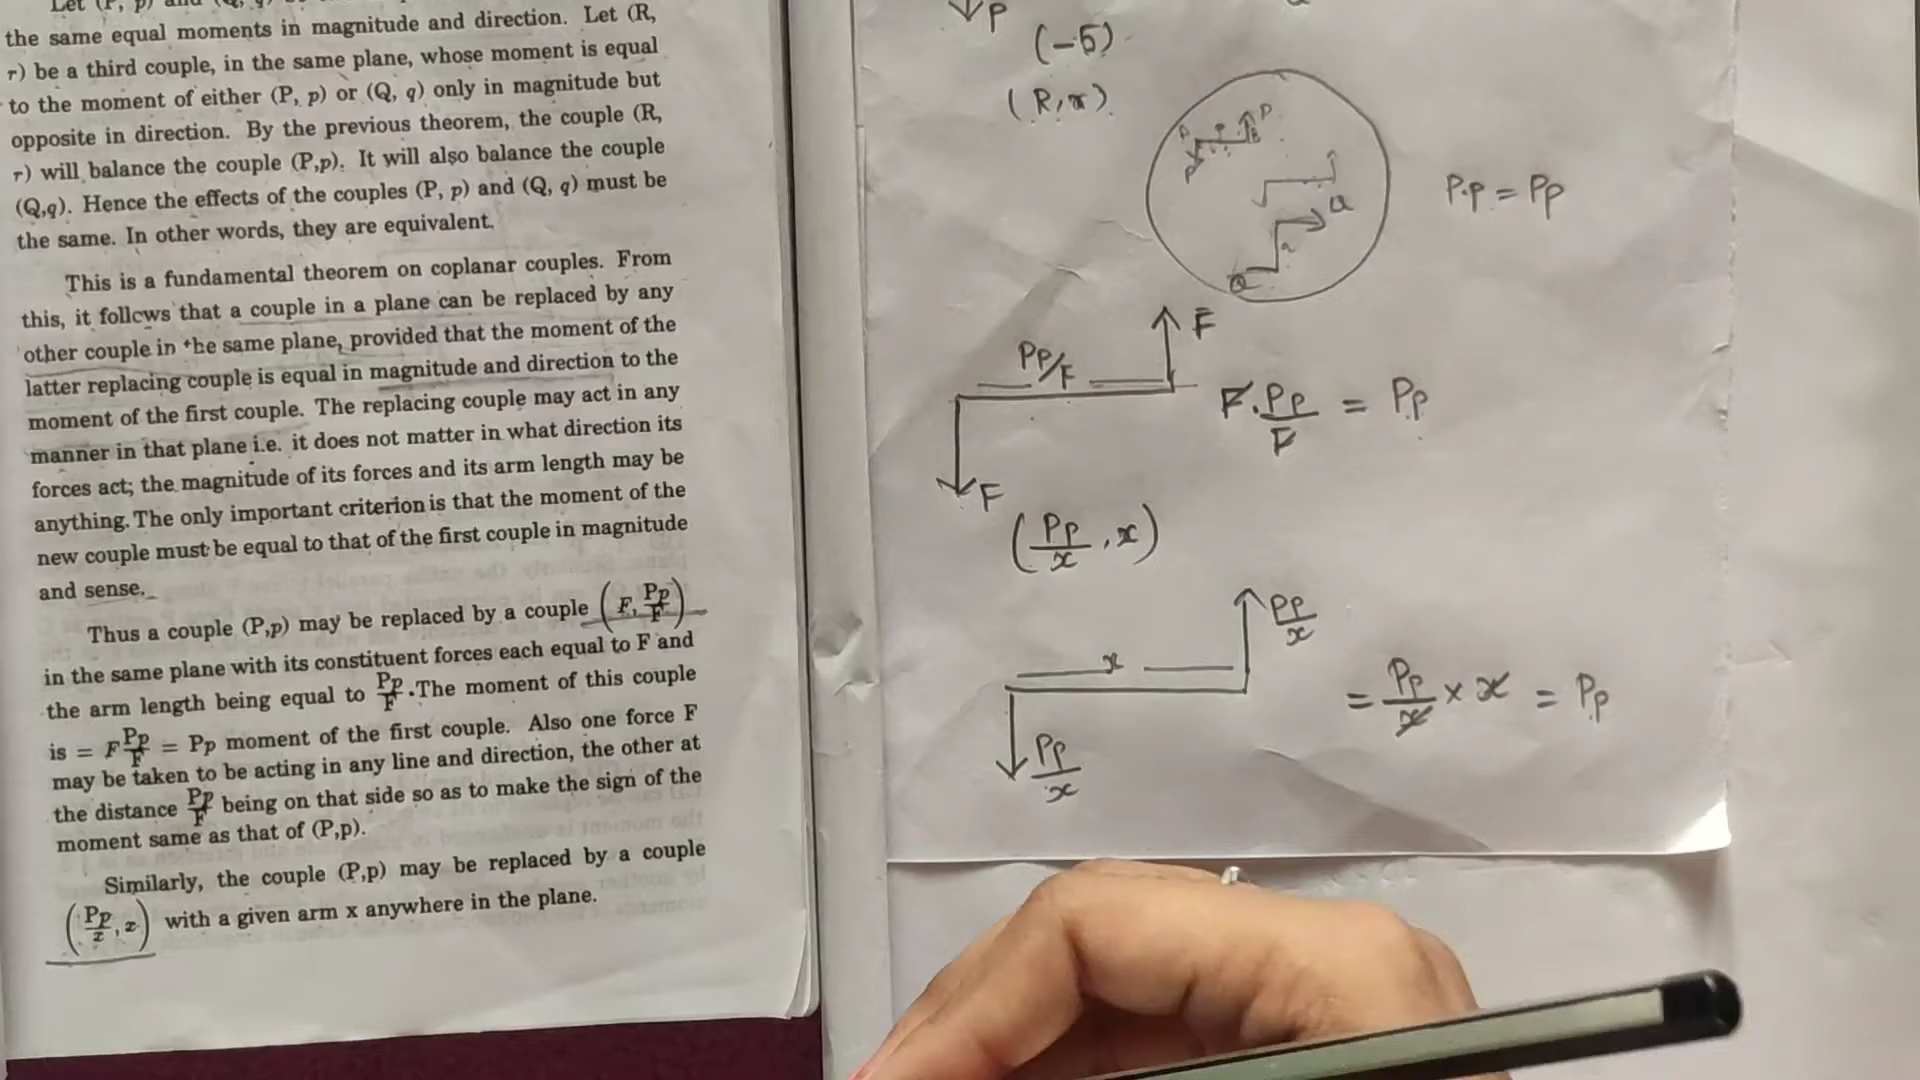 Let (P, p) and (Q, q) be
the same equal moments in magnitude and direction. Let (R,
r) be a third couple, in the same plane, whose moment is equal
to the moment of either (P, p) or (Q, q) only in magnitude but
opposite in direction. By the previous theorem, the couple (R,
r) will balance the couple (P,p). It will also balance the couple
(Q,q). Hence the effects of the couples (P, p) and (Q, q) must be
the same. In other words, they are equivalent.
This is a fundamental theorem on coplanar couples. From
this, it follows that a couple in a plane can be replaced by any
other couple in the same plane, provided that the moment of the
latter replacing couple is equal in magnitude and direction to the
moment of the first couple. The replacing couple may act in any
manner in that plane i.e. it does not matter in what direction its
forces act; the magnitude of its forces and its arm length may be
anything. The only important criterion is that the moment of the
new couple must be equal to that of the first couple in magnitude
and sense.
Thus a couple (P,p) may be replaced by a couple (F, Pp/F)
in the same plane with its constituent forces each equal to F and
the arm length being equal to Pp/F. The moment of this couple
is = F Pp/F = Pp moment of the first couple. Also one force F
may be taken to be acting in any line and direction, the other at
the distance Pp/F being on that side so as to make the sign of the
moment same as that of (P,p).
Similarly, the couple (P,p) may be replaced by a couple
(Pp/x, x) with a given arm x anywhere in the plane.
P
(-5)
(R,r)
P
P
P
B
P
Q
Q
P.p = Pp
F
Pp/F
F
F.Pp/F = Pp
(Pp/x, x)
Pp/x
x
Pp/x
= Pp/x × x = Pp